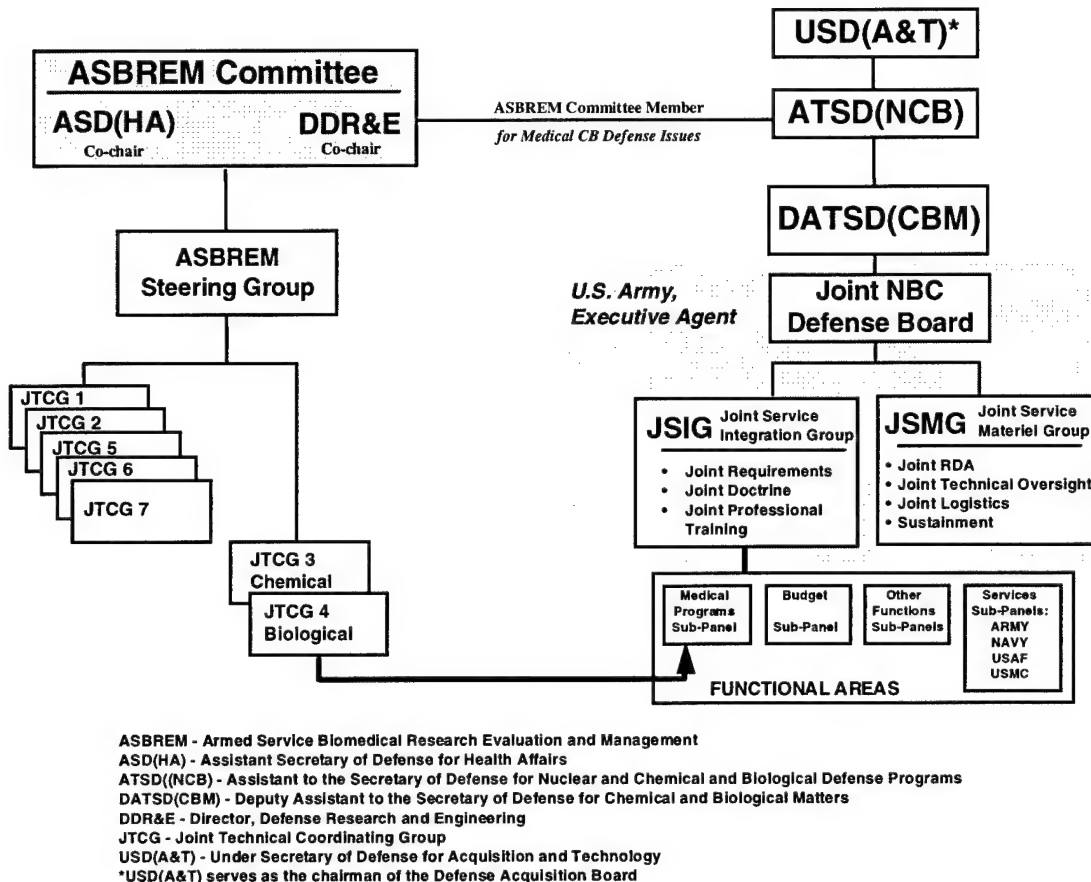 USD(A&T)*
ASBREM Committee
ASD(HA)
Co-chair
DDR&E
Co-chair
ASBREM Committee Member
for Medical CB Defense Issues
ATSD(NCB)
DATSD(CBM)
ASBREM
Steering Group
U.S. Army,
Executive Agent
Joint NBC
Defense Board
JTCG 1
JTCG 2
JTCG 5
JTCG 6
JTCG 7
JTCG 3
Chemical
JTCG 4
Biological
JSIG Joint Service
Integration Group
• Joint Requirements
• Joint Doctrine
• Joint Professional
Training
JSMG Joint Service
Materiel Group
• Joint RDA
• Joint Technical Oversight
• Joint Logistics
• Sustainment
Medical
Programs
Sub-Panel
Budget
Sub-Panel
Other
Functions
Sub-Panels
Services
Sub-Panels:
ARMY
NAVY
USAF
USMC
FUNCTIONAL AREAS
ASBREM - Armed Service Biomedical Research Evaluation and Management
ASD(HA) - Assistant Secretary of Defense for Health Affairs
ATSD((NCB) - Assistant to the Secretary of Defense for Nuclear and Chemical and Biological Defense Programs
DATSD(CBM) - Deputy Assistant to the Secretary of Defense for Chemical and Biological Matters
DDR&E - Director, Defense Research and Engineering
JTCG - Joint Technical Coordinating Group
USD(A&T) - Under Secretary of Defense for Acquisition and Technology
*USD(A&T) serves as the chairman of the Defense Acquisition Board